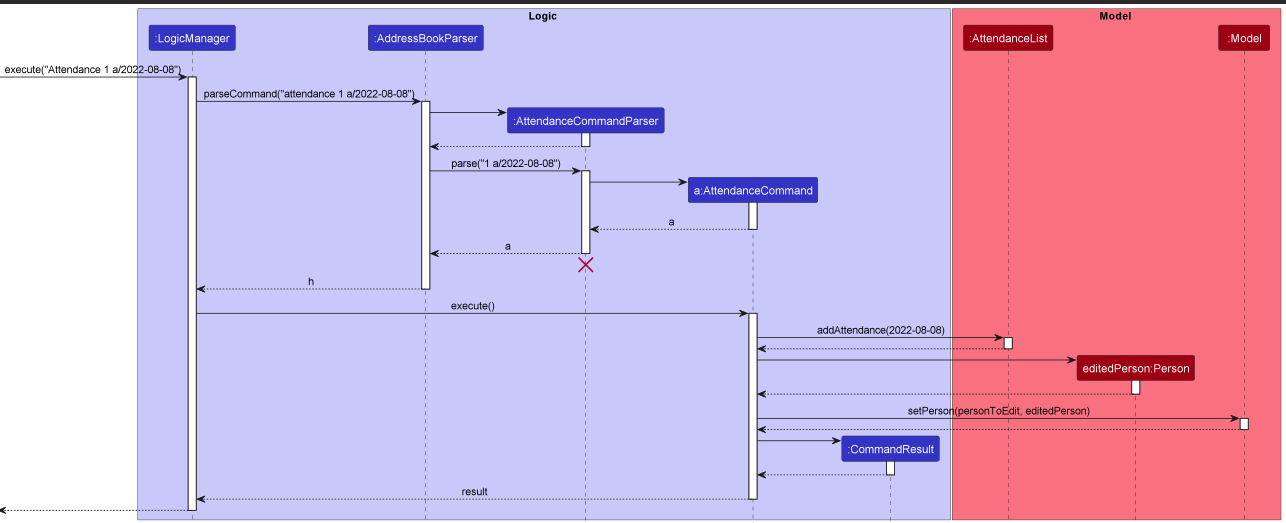 Logic
Model
:LogicManager
:AddressBookParser
:AttendanceList
:Model
execute("Attendance 1 a/2022-08-08")
parseCommand("attendance 1 a/2022-08-08")
:AttendanceCommandParser
parse("1 a/2022-08-08")
a:AttendanceCommand
a
a
h
execute()
addAttendance(2022-08-08)
editedPerson:Person
setPerson(personToEdit, editedPerson)
:CommandResult
result